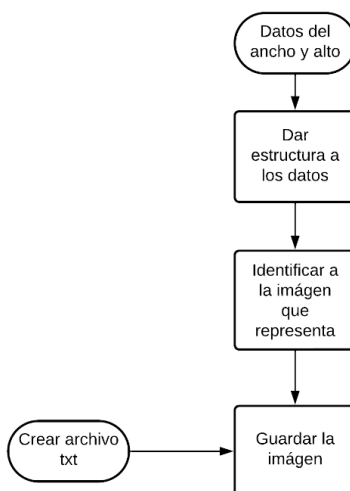 Datos del
ancho y alto
Dar
estructura a
los datos
Identificar a
la imágen
que
representa
Crear archivo
txt
Guardar la
imágen